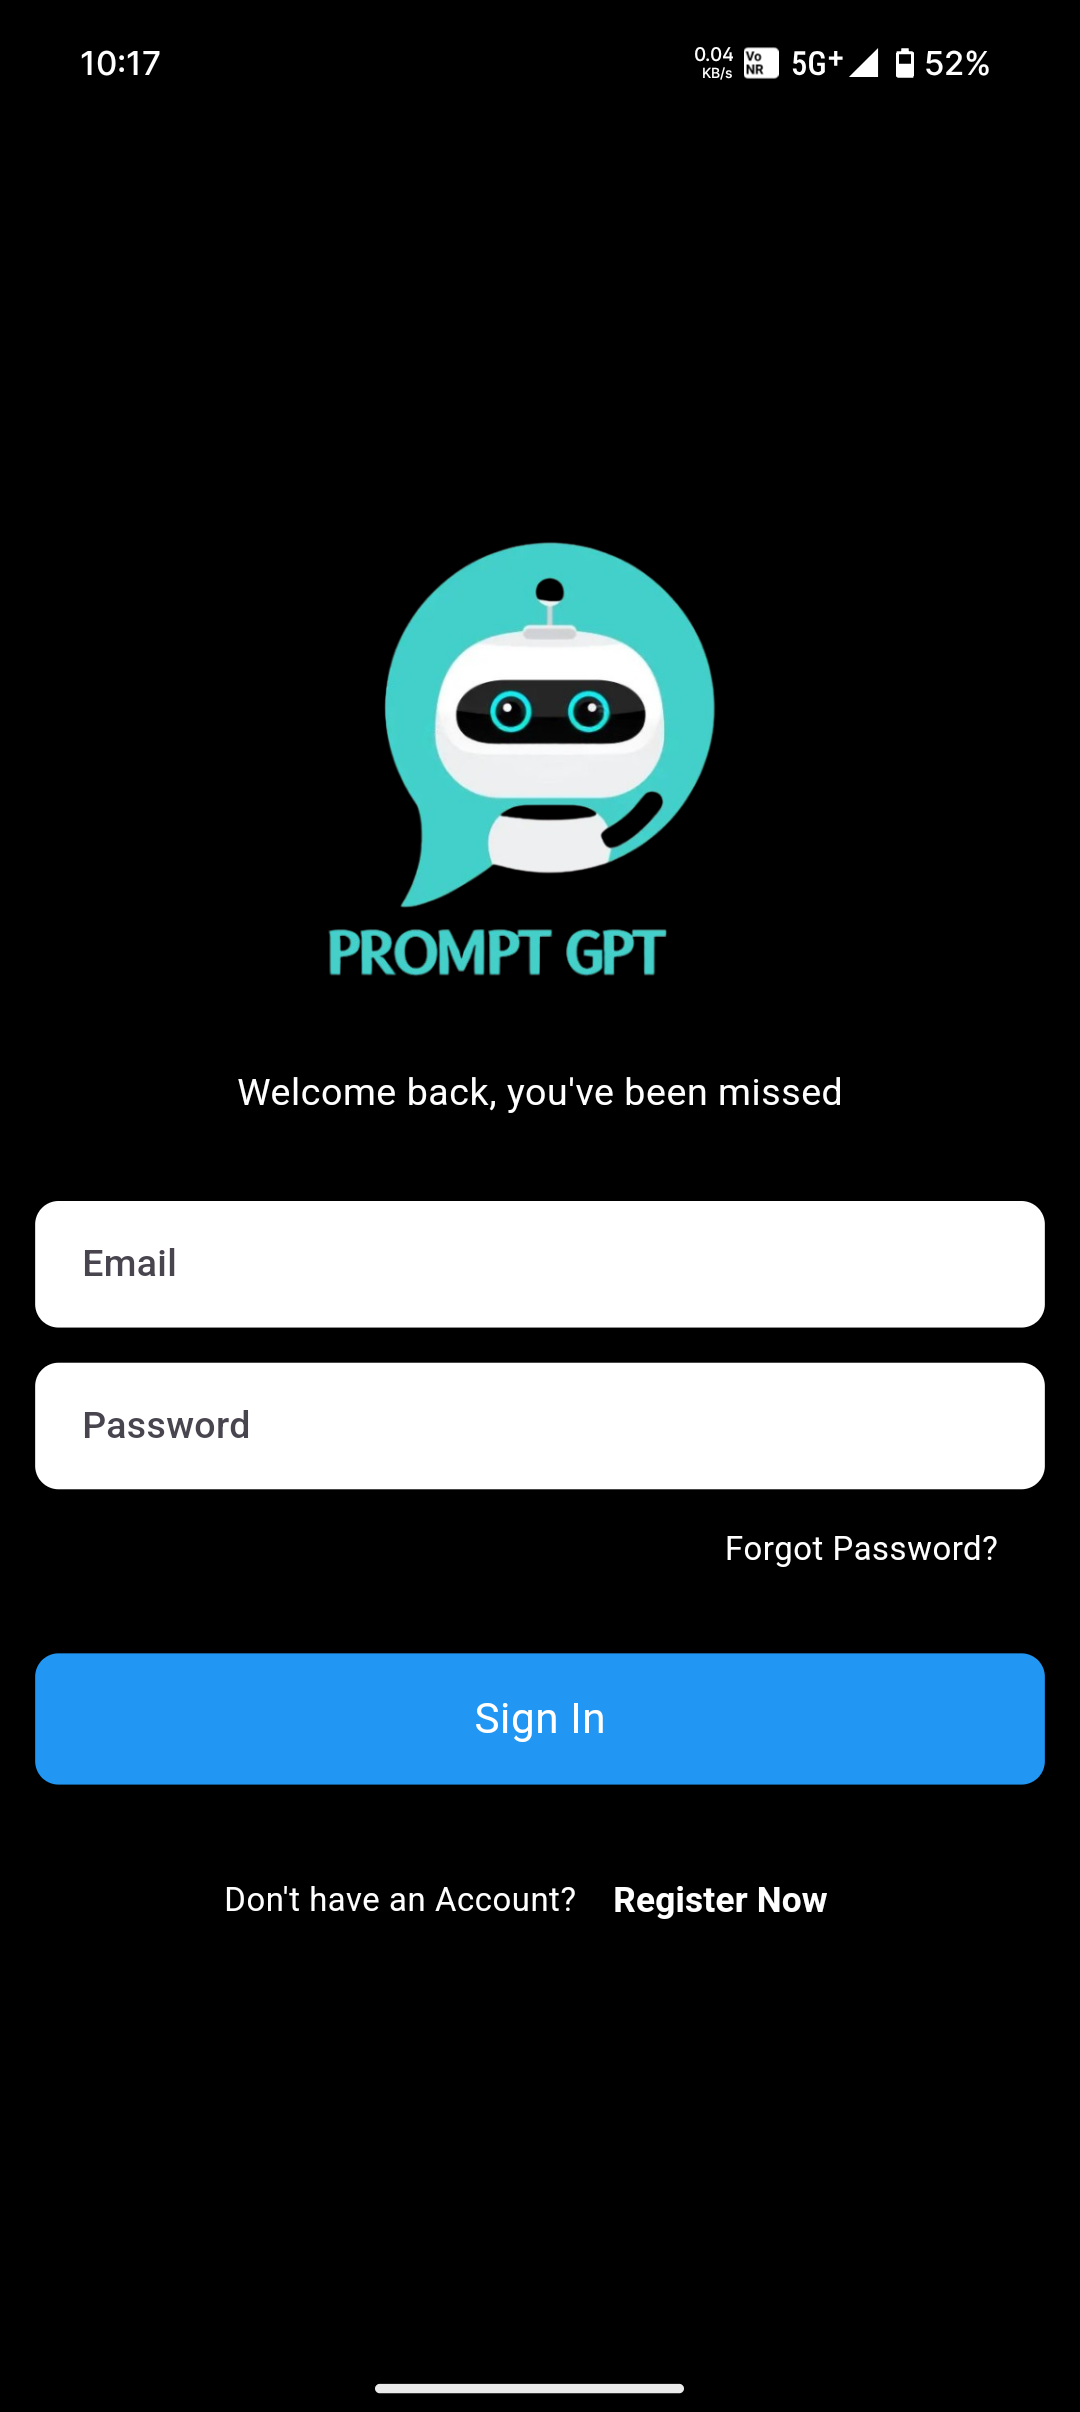 10:17
0.04 KB/s Vo NR 5G+ 52%
PROMPT GPT
Welcome back, you've been missed
Email
Password
Forgot Password?
Sign In
Don't have an Account? Register Now